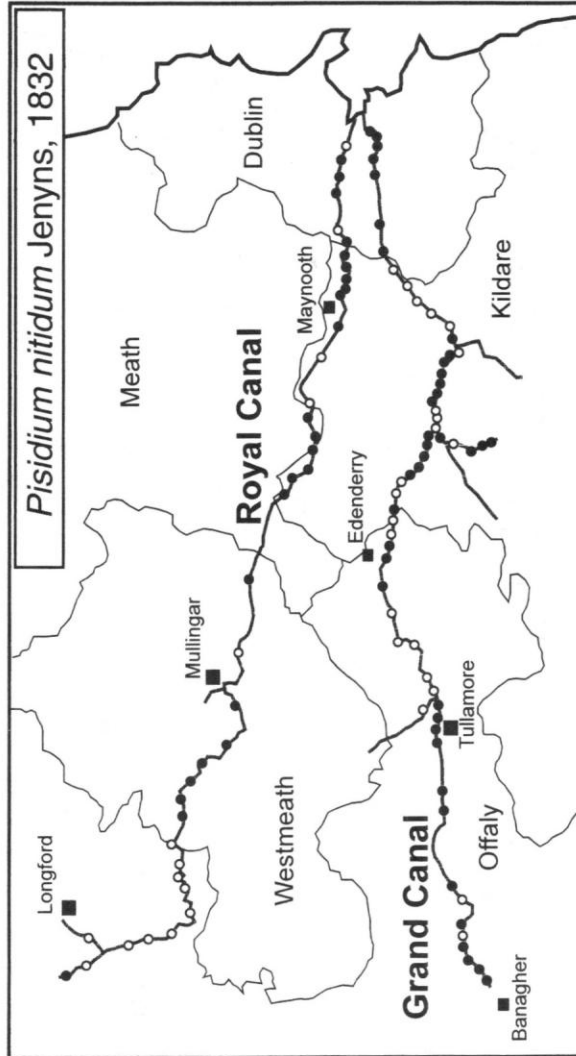 Pisidium nitidum Jenyns, 1832
Longford
Mullingar
Meath
Dublin
Royal Canal
Maynooth
Westmeath
Edenderry
Kildare
Grand Canal
Tullamore
Offaly
Banagher